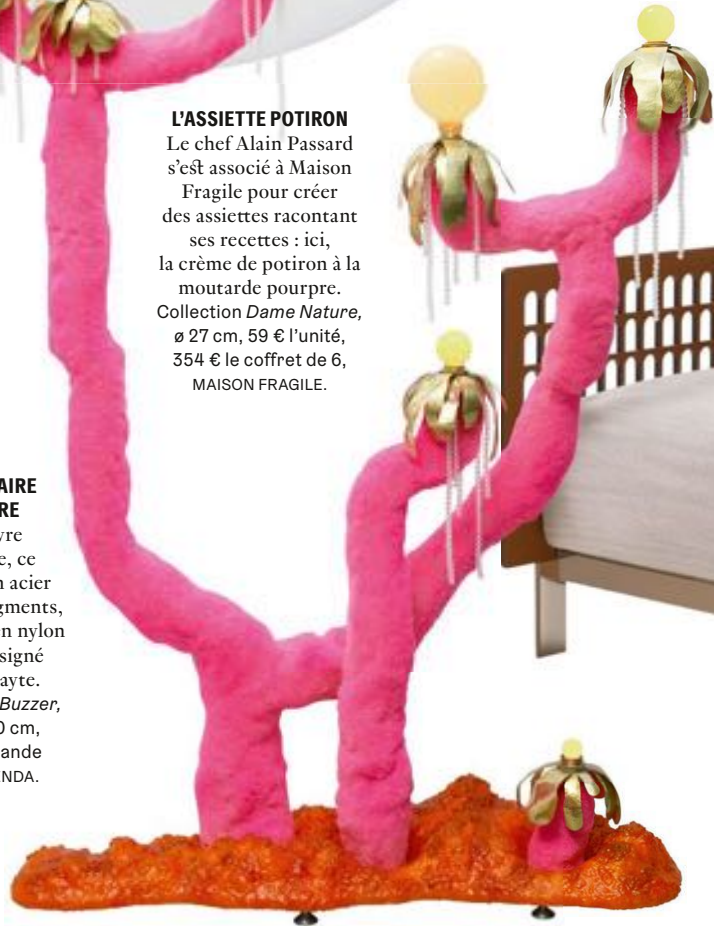 L’ASSIETTE POTIRON
Le chef Alain Passard
s’est associé à Maison
Fragile pour créer
des assiettes racontant
ses recettes : ici,
la crème de potiron à la
moutarde pourpre.
Collection Dame Nature,
ø 27 cm, 59 € l’unité,
354 € le coffret de 6,
MAISON FRAGILE.
AIRE
RE
vre
e, ce
n acier
gments,
n nylon
signé
ayte.
Buzzer,
0 cm,
ande
NDA.